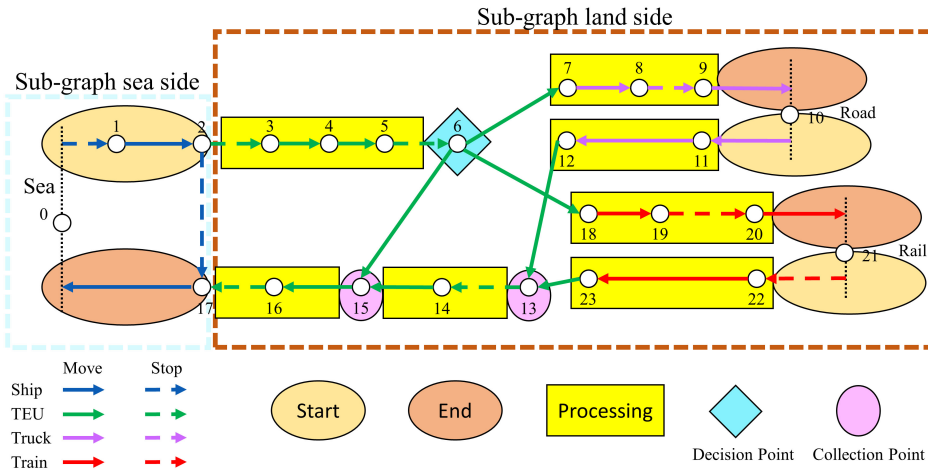 Sub-graph land side
Sub-graph sea side
7 8 9
1 2 3 4 5 6
10 Road
12 11
Sea
0
18 19 20
21 Rail
17 16 15 14 13 23 22
Move Stop
Ship
TEU
Truck
Train
Start
End
Processing
Decision Point
Collection Point